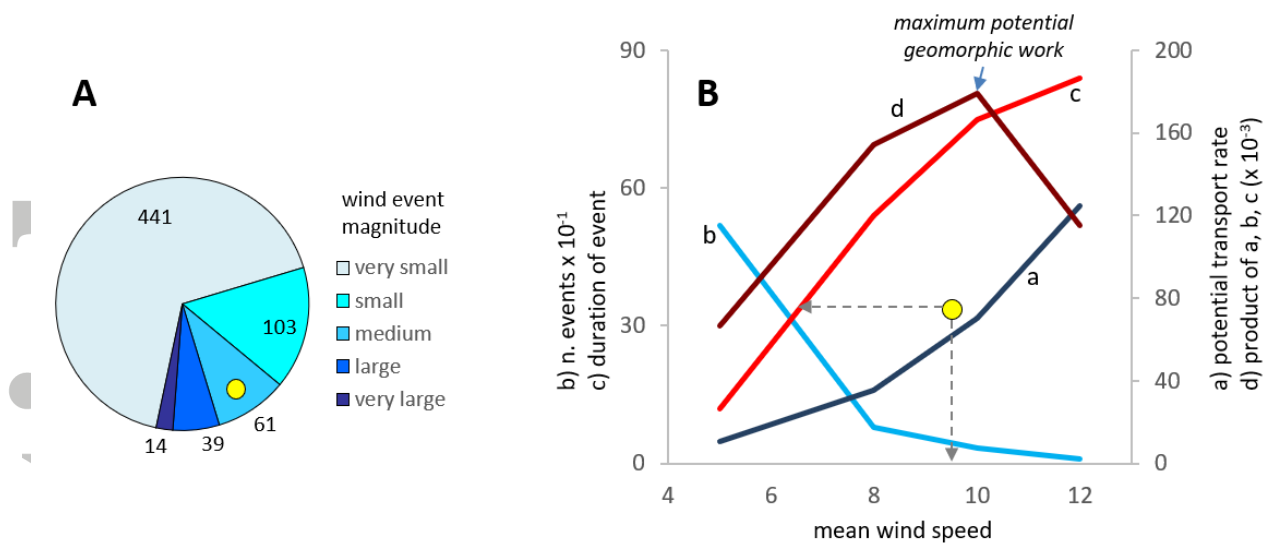 A
441
103
61
39
14
wind event
magnitude
very small
small
medium
large
very large
maximum potential
geomorphic work
B
90
60
30
0
b) n. events x 10⁻¹
c) duration of event
d
c
b
a
200
160
120
80
40
0
a) potential transport rate
d) product of a, b, c (x 10⁻³)
4
6
8
10
12
mean wind speed